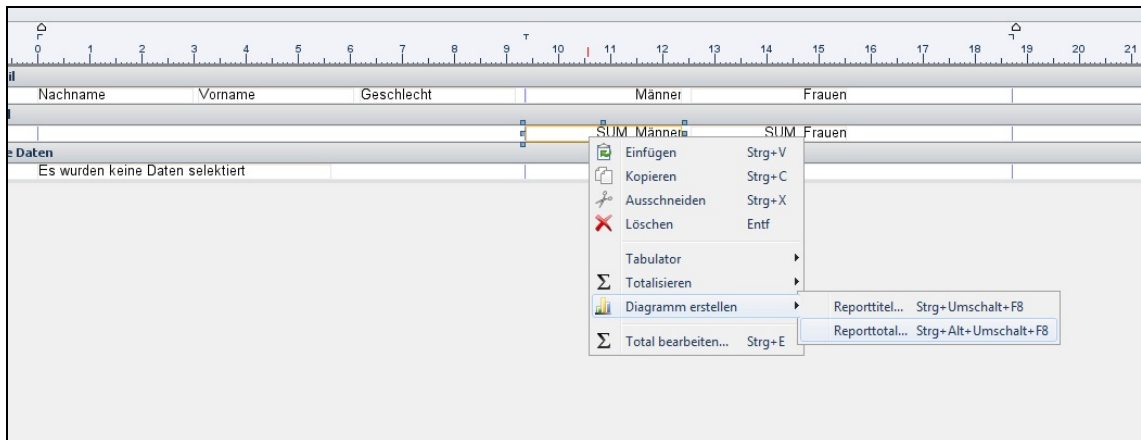 0 1 2 3 4 5 6 7 8 9 10 11 12 13 14 15 16 17 18 19 20 21
il
Nachname Vorname Geschlecht Männer Frauen
l
SUM_Männer SUM_Frauen
e Daten
Es wurden keine Daten selektiert
Einfügen Strg+V
Kopieren Strg+C
Ausschneiden Strg+X
Löschen Entf
Tabulator
Totalisieren
Diagramm erstellen
Reporttitel... Strg+Umschalt+F8
Reporttotal... Strg+Alt+Umschalt+F8
Total bearbeiten... Strg+E